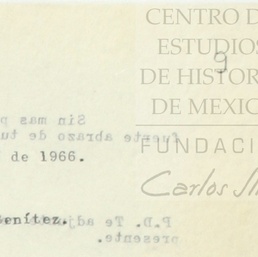 CENTRO D
ESTUDIOS
9
DE HISTOR
DE MEXIC
FUNDACI
Carlos Sli
Sin mas p
fuerte abrazo de tu
de 1966.
enítez.
P.D. Te adj
presente.